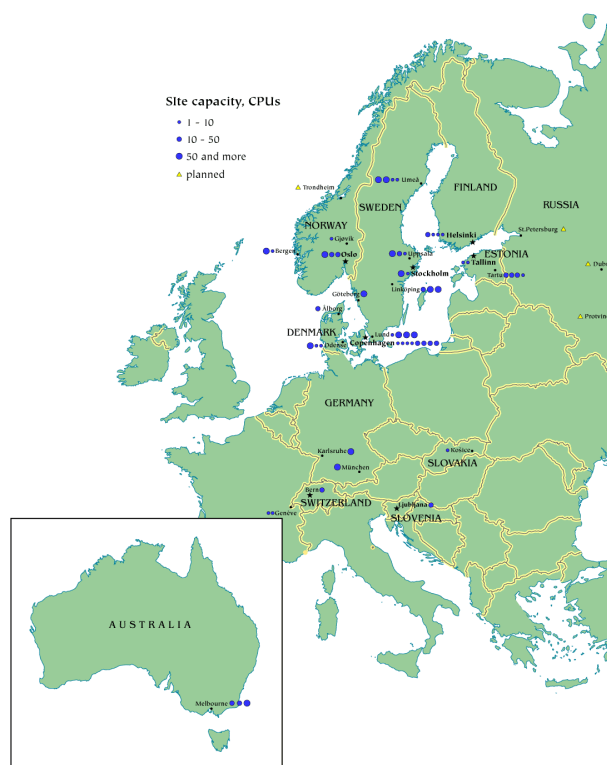 SIte capacity, CPUs
1 - 10
10 - 50
50 and more
planned
Trondheim
Umeå
FINLAND
SWEDEN
RUSSIA
NORWAY
St.Petersburg
Helsinki
Gjøvik
Bergen
Oslo
Uppsala
ESTONIA
Tallinn
Dub
Stockholm
Tartu
Linköping
Göteborg
Ålborg
Protvin
DENMARK
Lund
Odense
Copenhagen
GERMANY
Karlsruhe
Košice
SLOVAKIA
München
Bern
SWITZERLAND
Ljubljana
Genève
SLOVENIA
AUSTRALIA
Melbourne